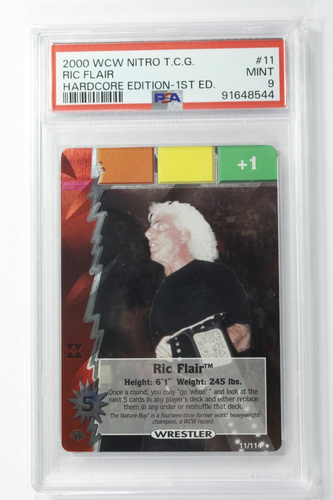 2000 WCW NITRO T.C.G. #11
RIC FLAIR MINT
HARDCORE EDITION-1ST ED. 9
PSA 91648544
+1
5
Ric Flair™
Height: 6'1" Weight: 245 lbs.
Once a round, you may "go 'whoo'" and look at the
next 5 cards in any player's deck and either replace
them in any order or reshuffle that deck.
The Nature Boy™ is a fourteen-time former world heavyweight
champion, a WCW record.
WRESTLER
11/114 ★